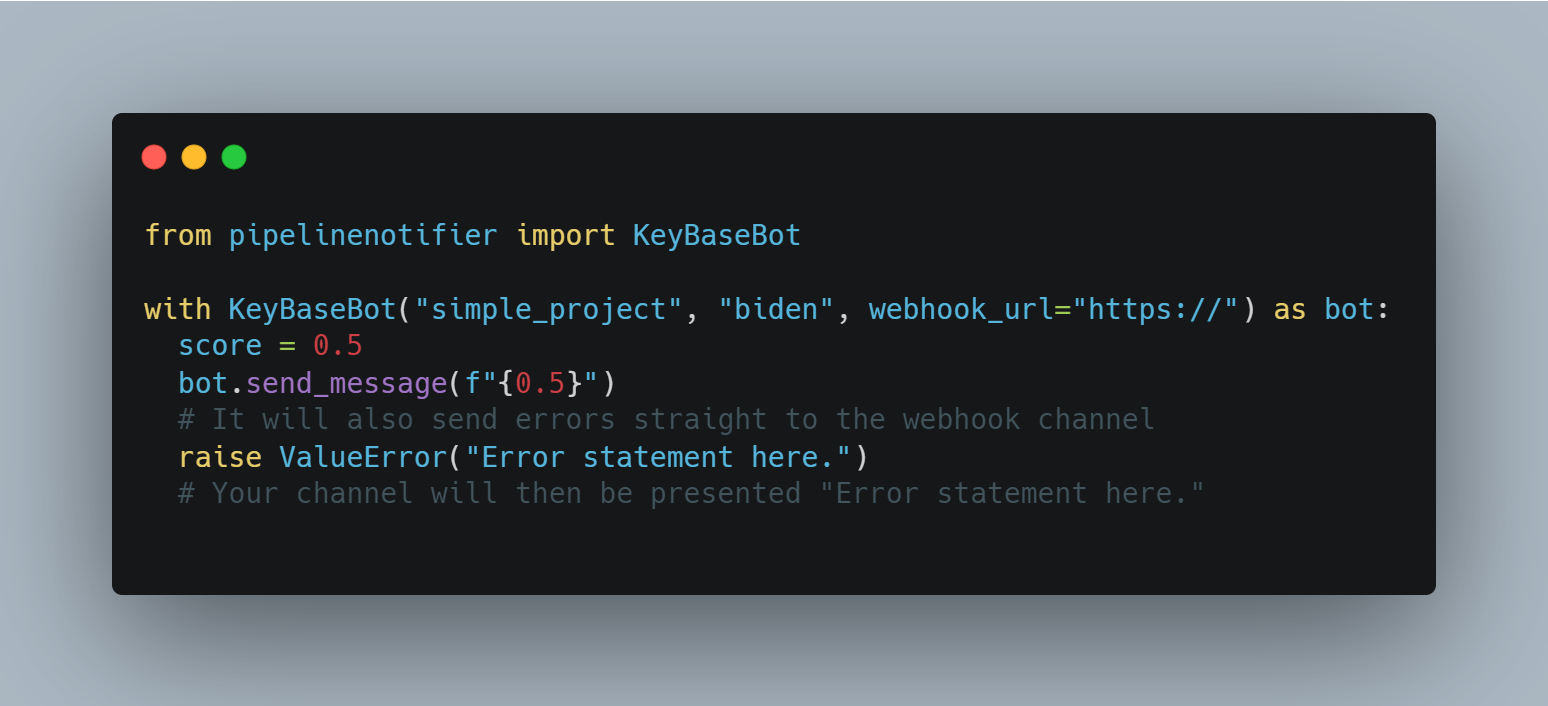 from pipelinenotifier import KeyBaseBot
with KeyBaseBot("simple_project", "biden", webhook_url="https://") as bot:
  score = 0.5
  bot.send_message(f"{0.5}")
  # It will also send errors straight to the webhook channel
  raise ValueError("Error statement here.")
  # Your channel will then be presented "Error statement here."